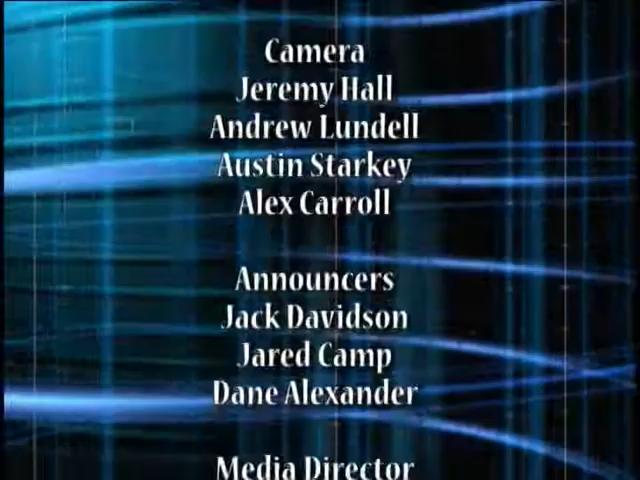 Camera
Jeremy Hall
Andrew Lundell
Austin Starkey
Alex Carroll
Announcers
Jack Davidson
Jared Camp
Dane Alexander
Media Director